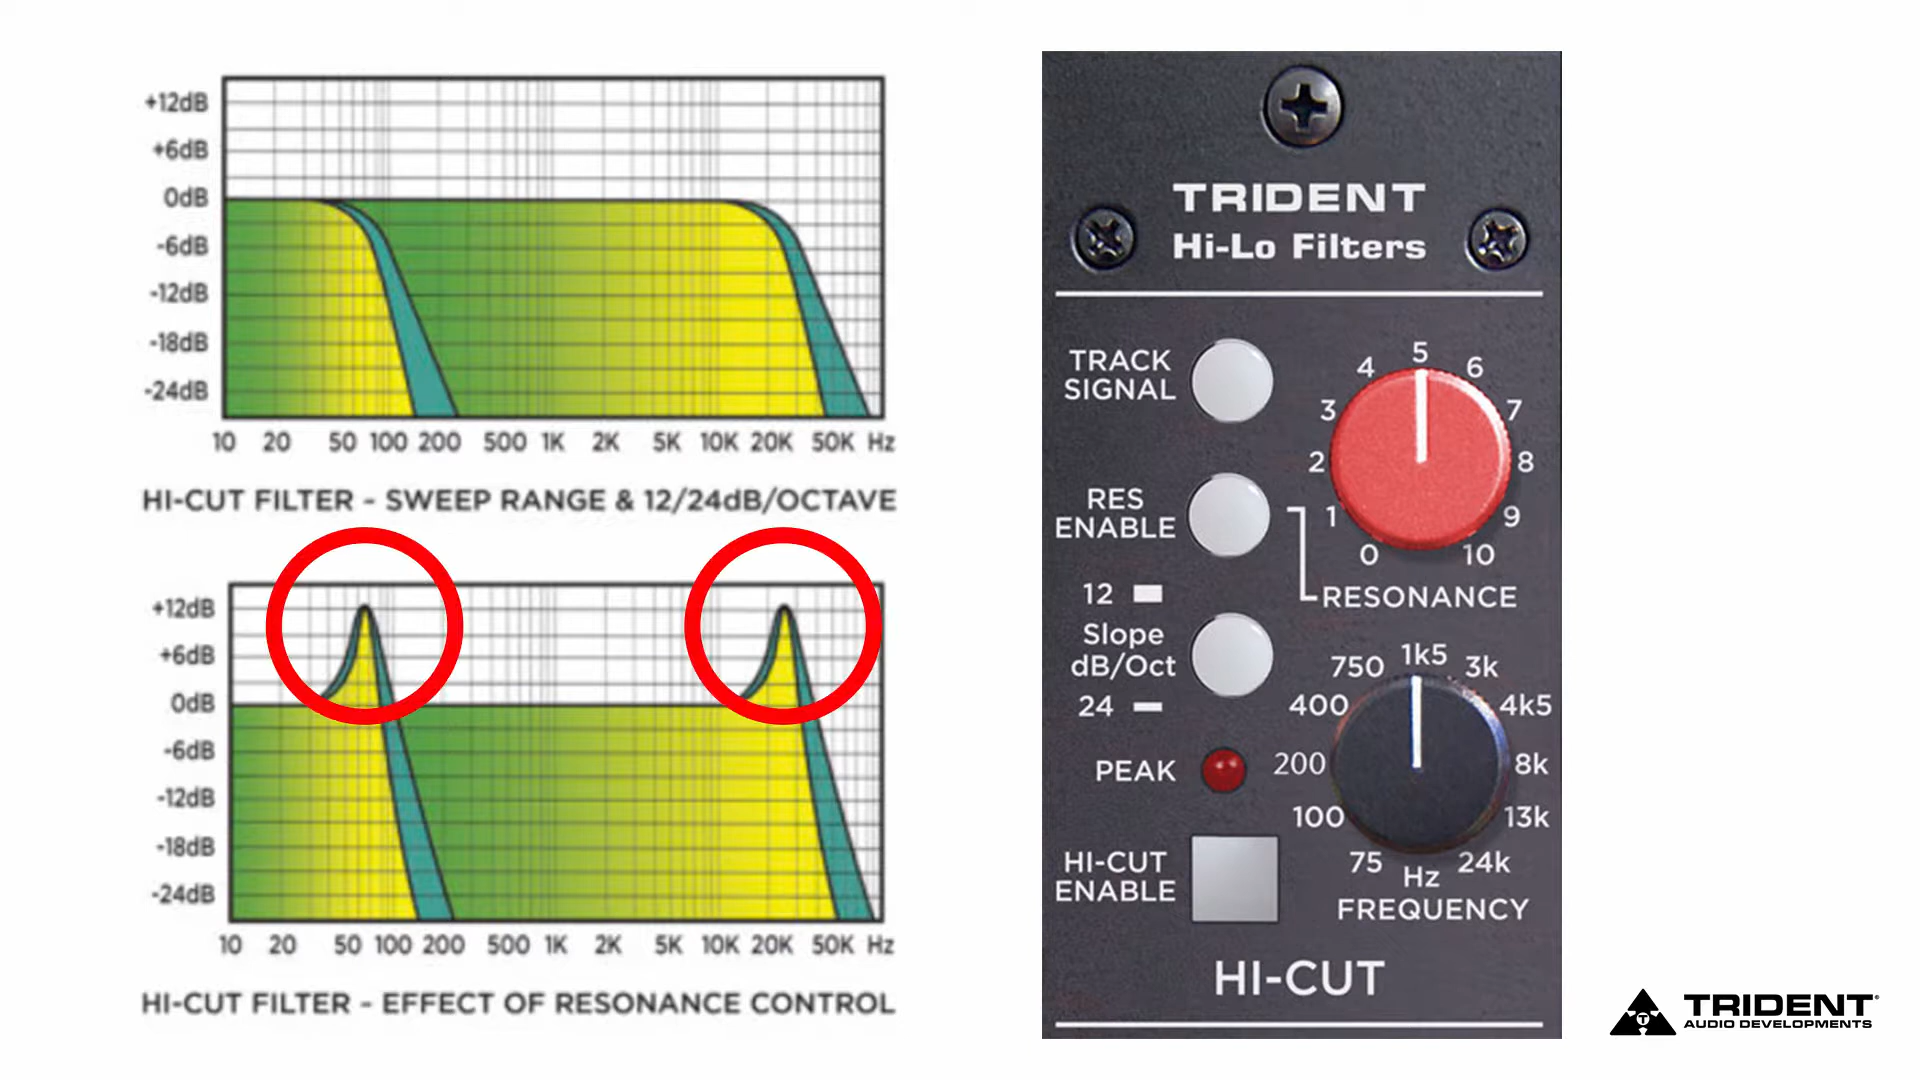 +12dB
+6dB
0dB
-6dB
-12dB
-18dB
-24dB
10 20 50 100 200 500 1K 2K 5K 10K 20K 50K Hz
HI-CUT FILTER - SWEEP RANGE & 12/24dB/OCTAVE
+12dB
+6dB
0dB
-6dB
-12dB
-18dB
-24dB
10 20 50 100 200 500 1K 2K 5K 10K 20K 50K Hz
HI-CUT FILTER - EFFECT OF RESONANCE CONTROL
TRIDENT
Hi-Lo Filters
TRACK
SIGNAL
0 1 2 3 4 5 6 7 8 9 10
RES
ENABLE
RESONANCE
12
Slope
dB/Oct
24
PEAK
75 100 200 400 750 1k5 3k 4k5 8k 13k 24k
Hz
FREQUENCY
HI-CUT
ENABLE
HI-CUT
T
TRIDENT
AUDIO DEVELOPMENTS